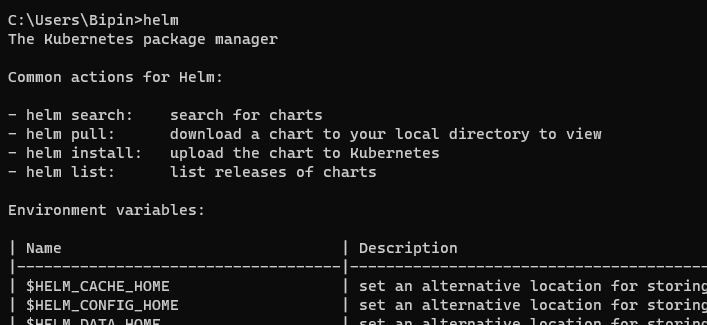 C:\Users\Bipin>helm
The Kubernetes package manager
Common actions for Helm:
- helm search:    search for charts
- helm pull:      download a chart to your local directory to view
- helm install:   upload the chart to Kubernetes
- helm list:      list releases of charts
Environment variables:
| Name                               | Description
|------------------------------------|---------------------------------------
| $HELM_CACHE_HOME                   | set an alternative location for storing
| $HELM_CONFIG_HOME                  | set an alternative location for storing
| $HELM_DATA_HOME                    | set an alternative location for storing